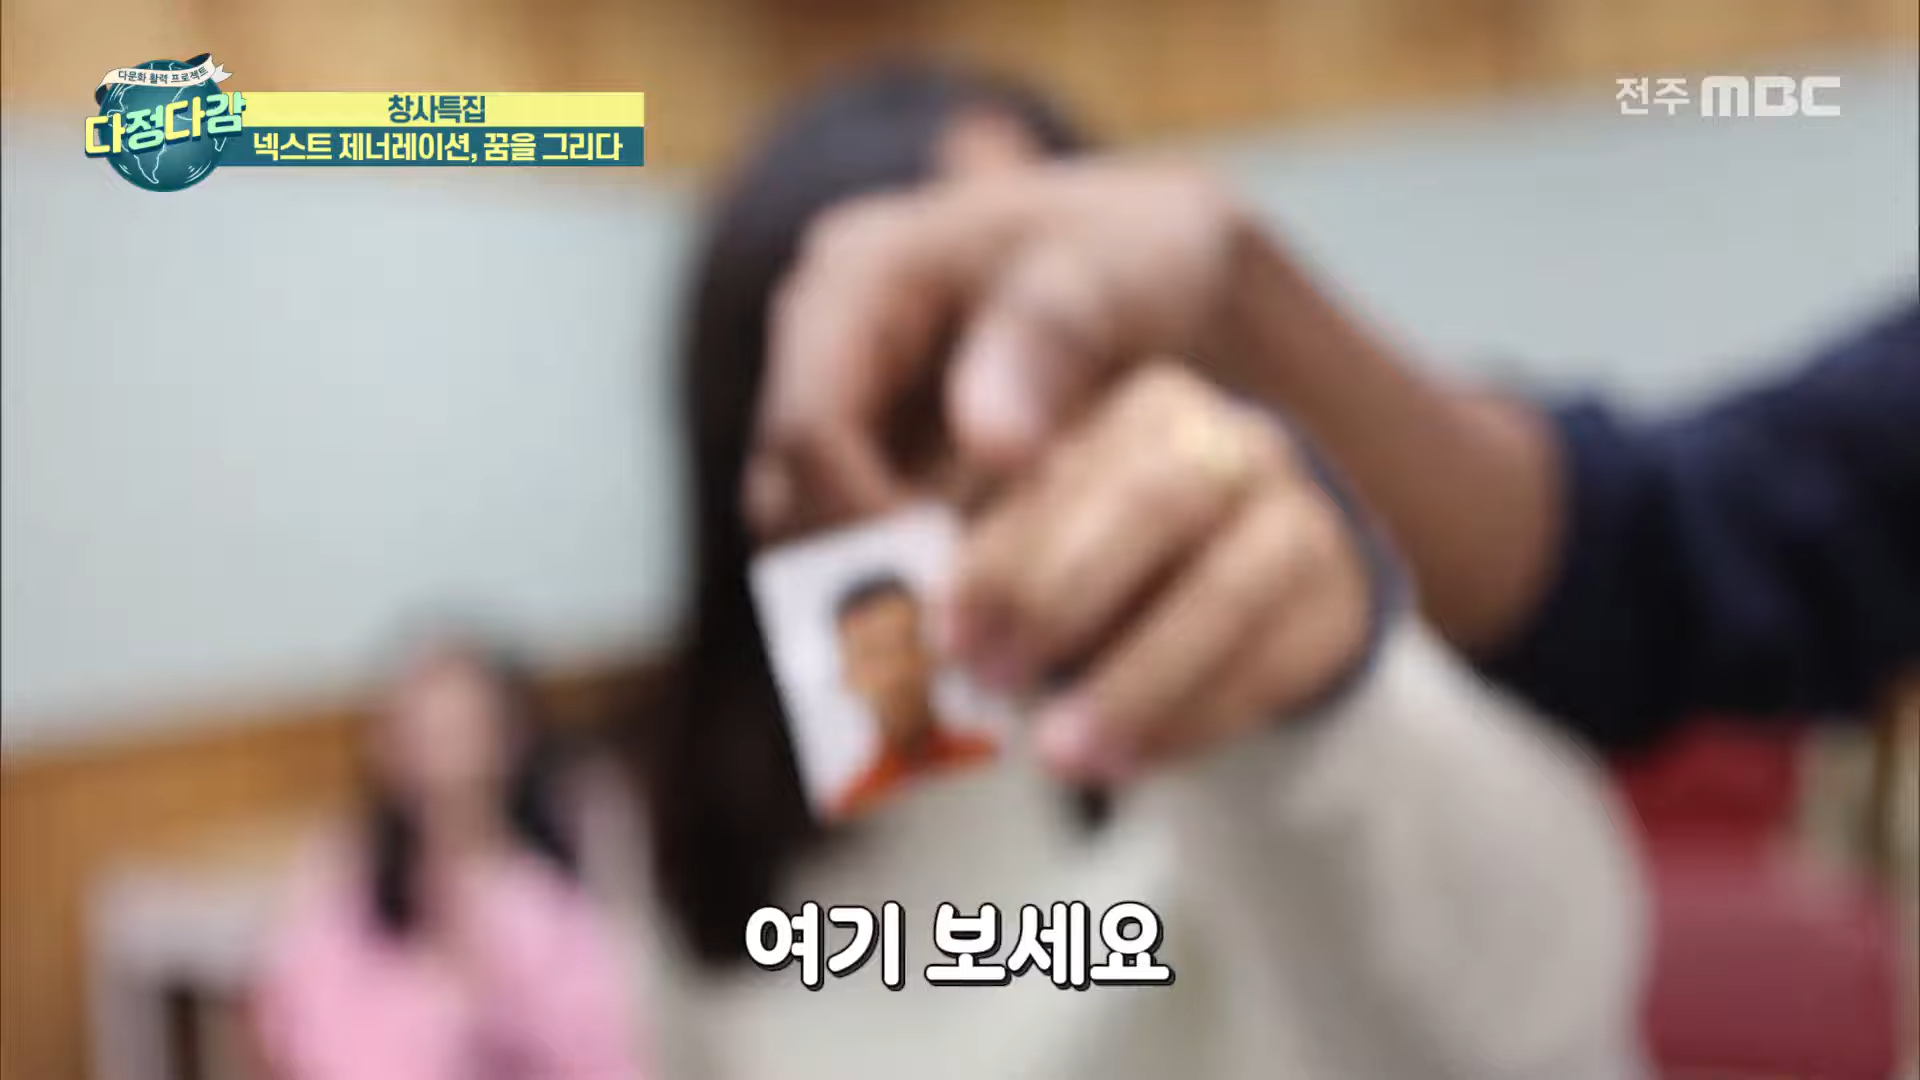 다문화 활력 프로젝트
다정다감
창사특집
넥스트 제너레이션, 꿈을 그리다
전주 MBC
여기 보세요